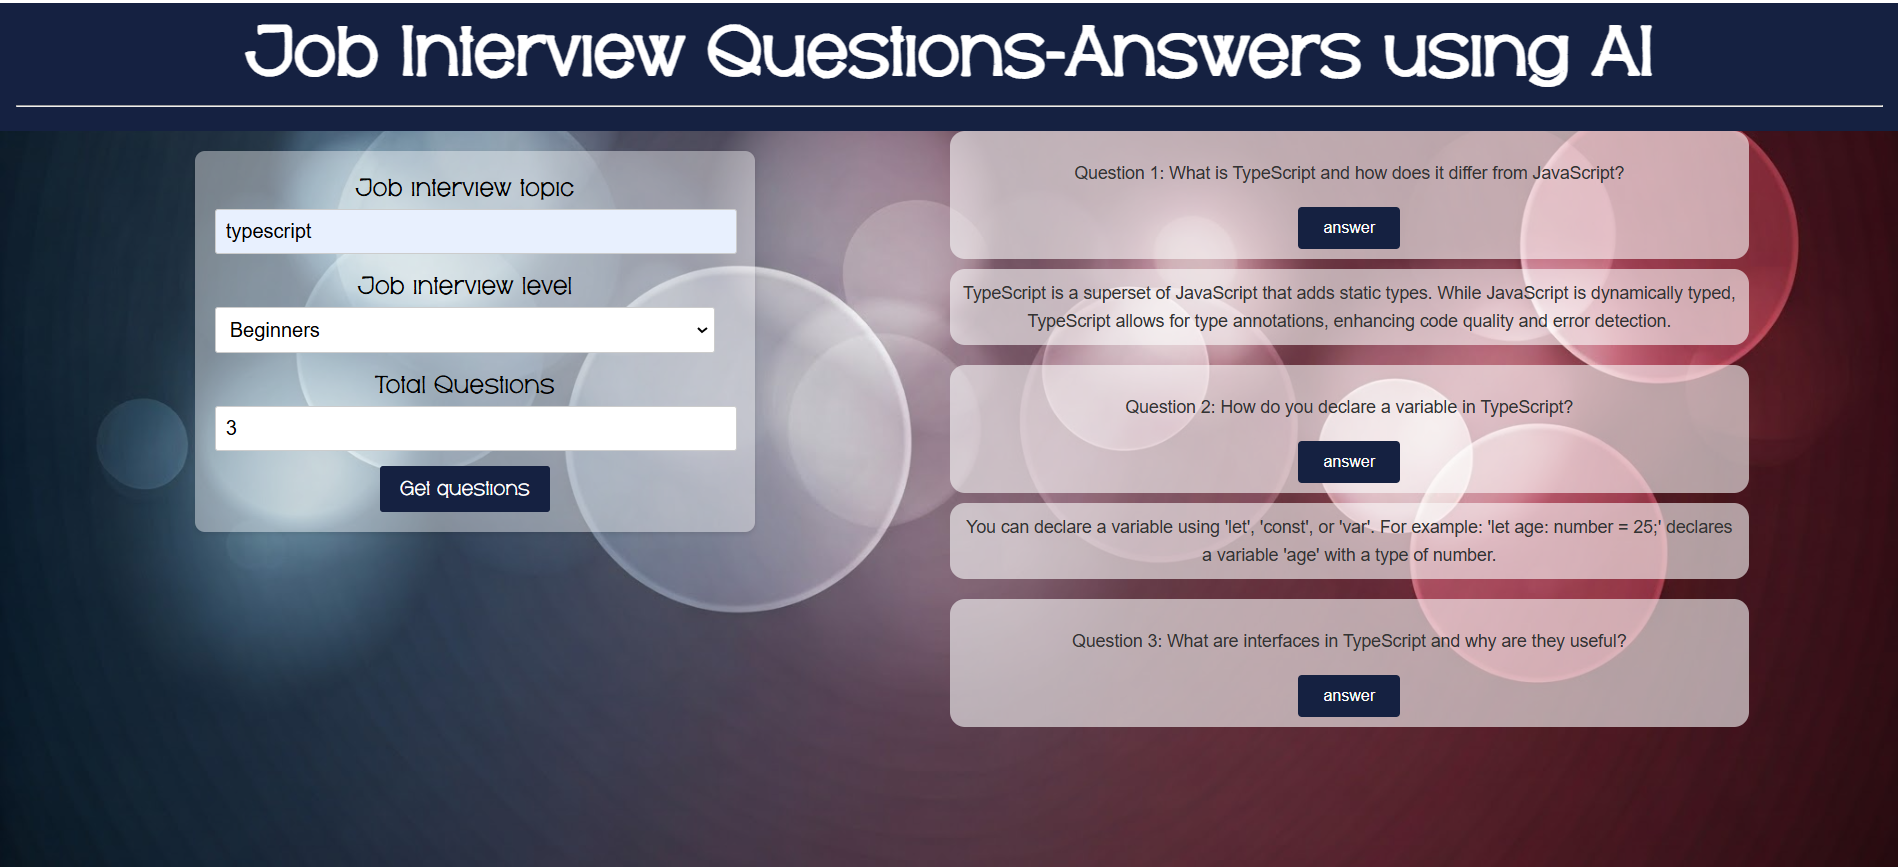 Job Interview Questions-Answers using AI
Job interview topic
typescript
Job interview level
Beginners
Total Questions
3
Get questions
Question 1: What is TypeScript and how does it differ from JavaScript?
answer
TypeScript is a superset of JavaScript that adds static types. While JavaScript is dynamically typed,
TypeScript allows for type annotations, enhancing code quality and error detection.
Question 2: How do you declare a variable in TypeScript?
answer
You can declare a variable using 'let', 'const', or 'var'. For example: 'let age: number = 25;' declares
a variable 'age' with a type of number.
Question 3: What are interfaces in TypeScript and why are they useful?
answer